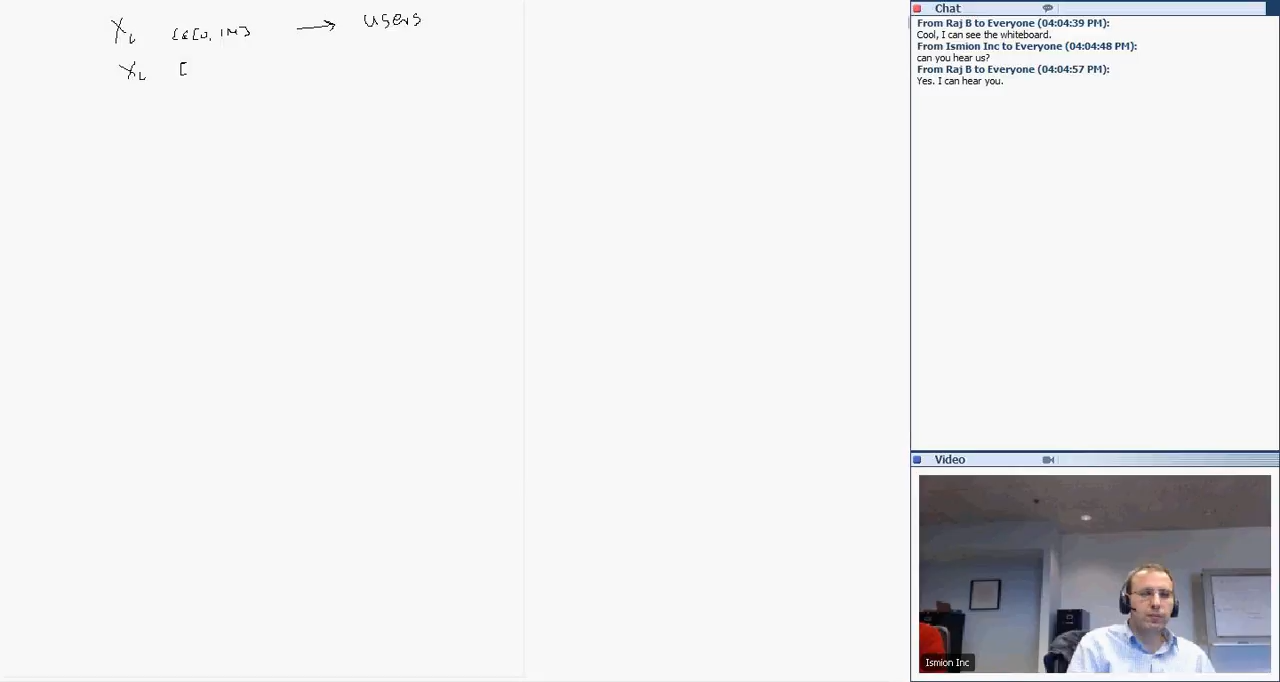 X_i {i ∈ [0, 1M]} → users
X_i [
Chat
From Raj B to Everyone (04:04:39 PM):
Cool, I can see the whiteboard.
From Ismion Inc to Everyone (04:04:48 PM):
can you hear us?
From Raj B to Everyone (04:04:57 PM):
Yes. I can hear you.
Video
Ismion Inc